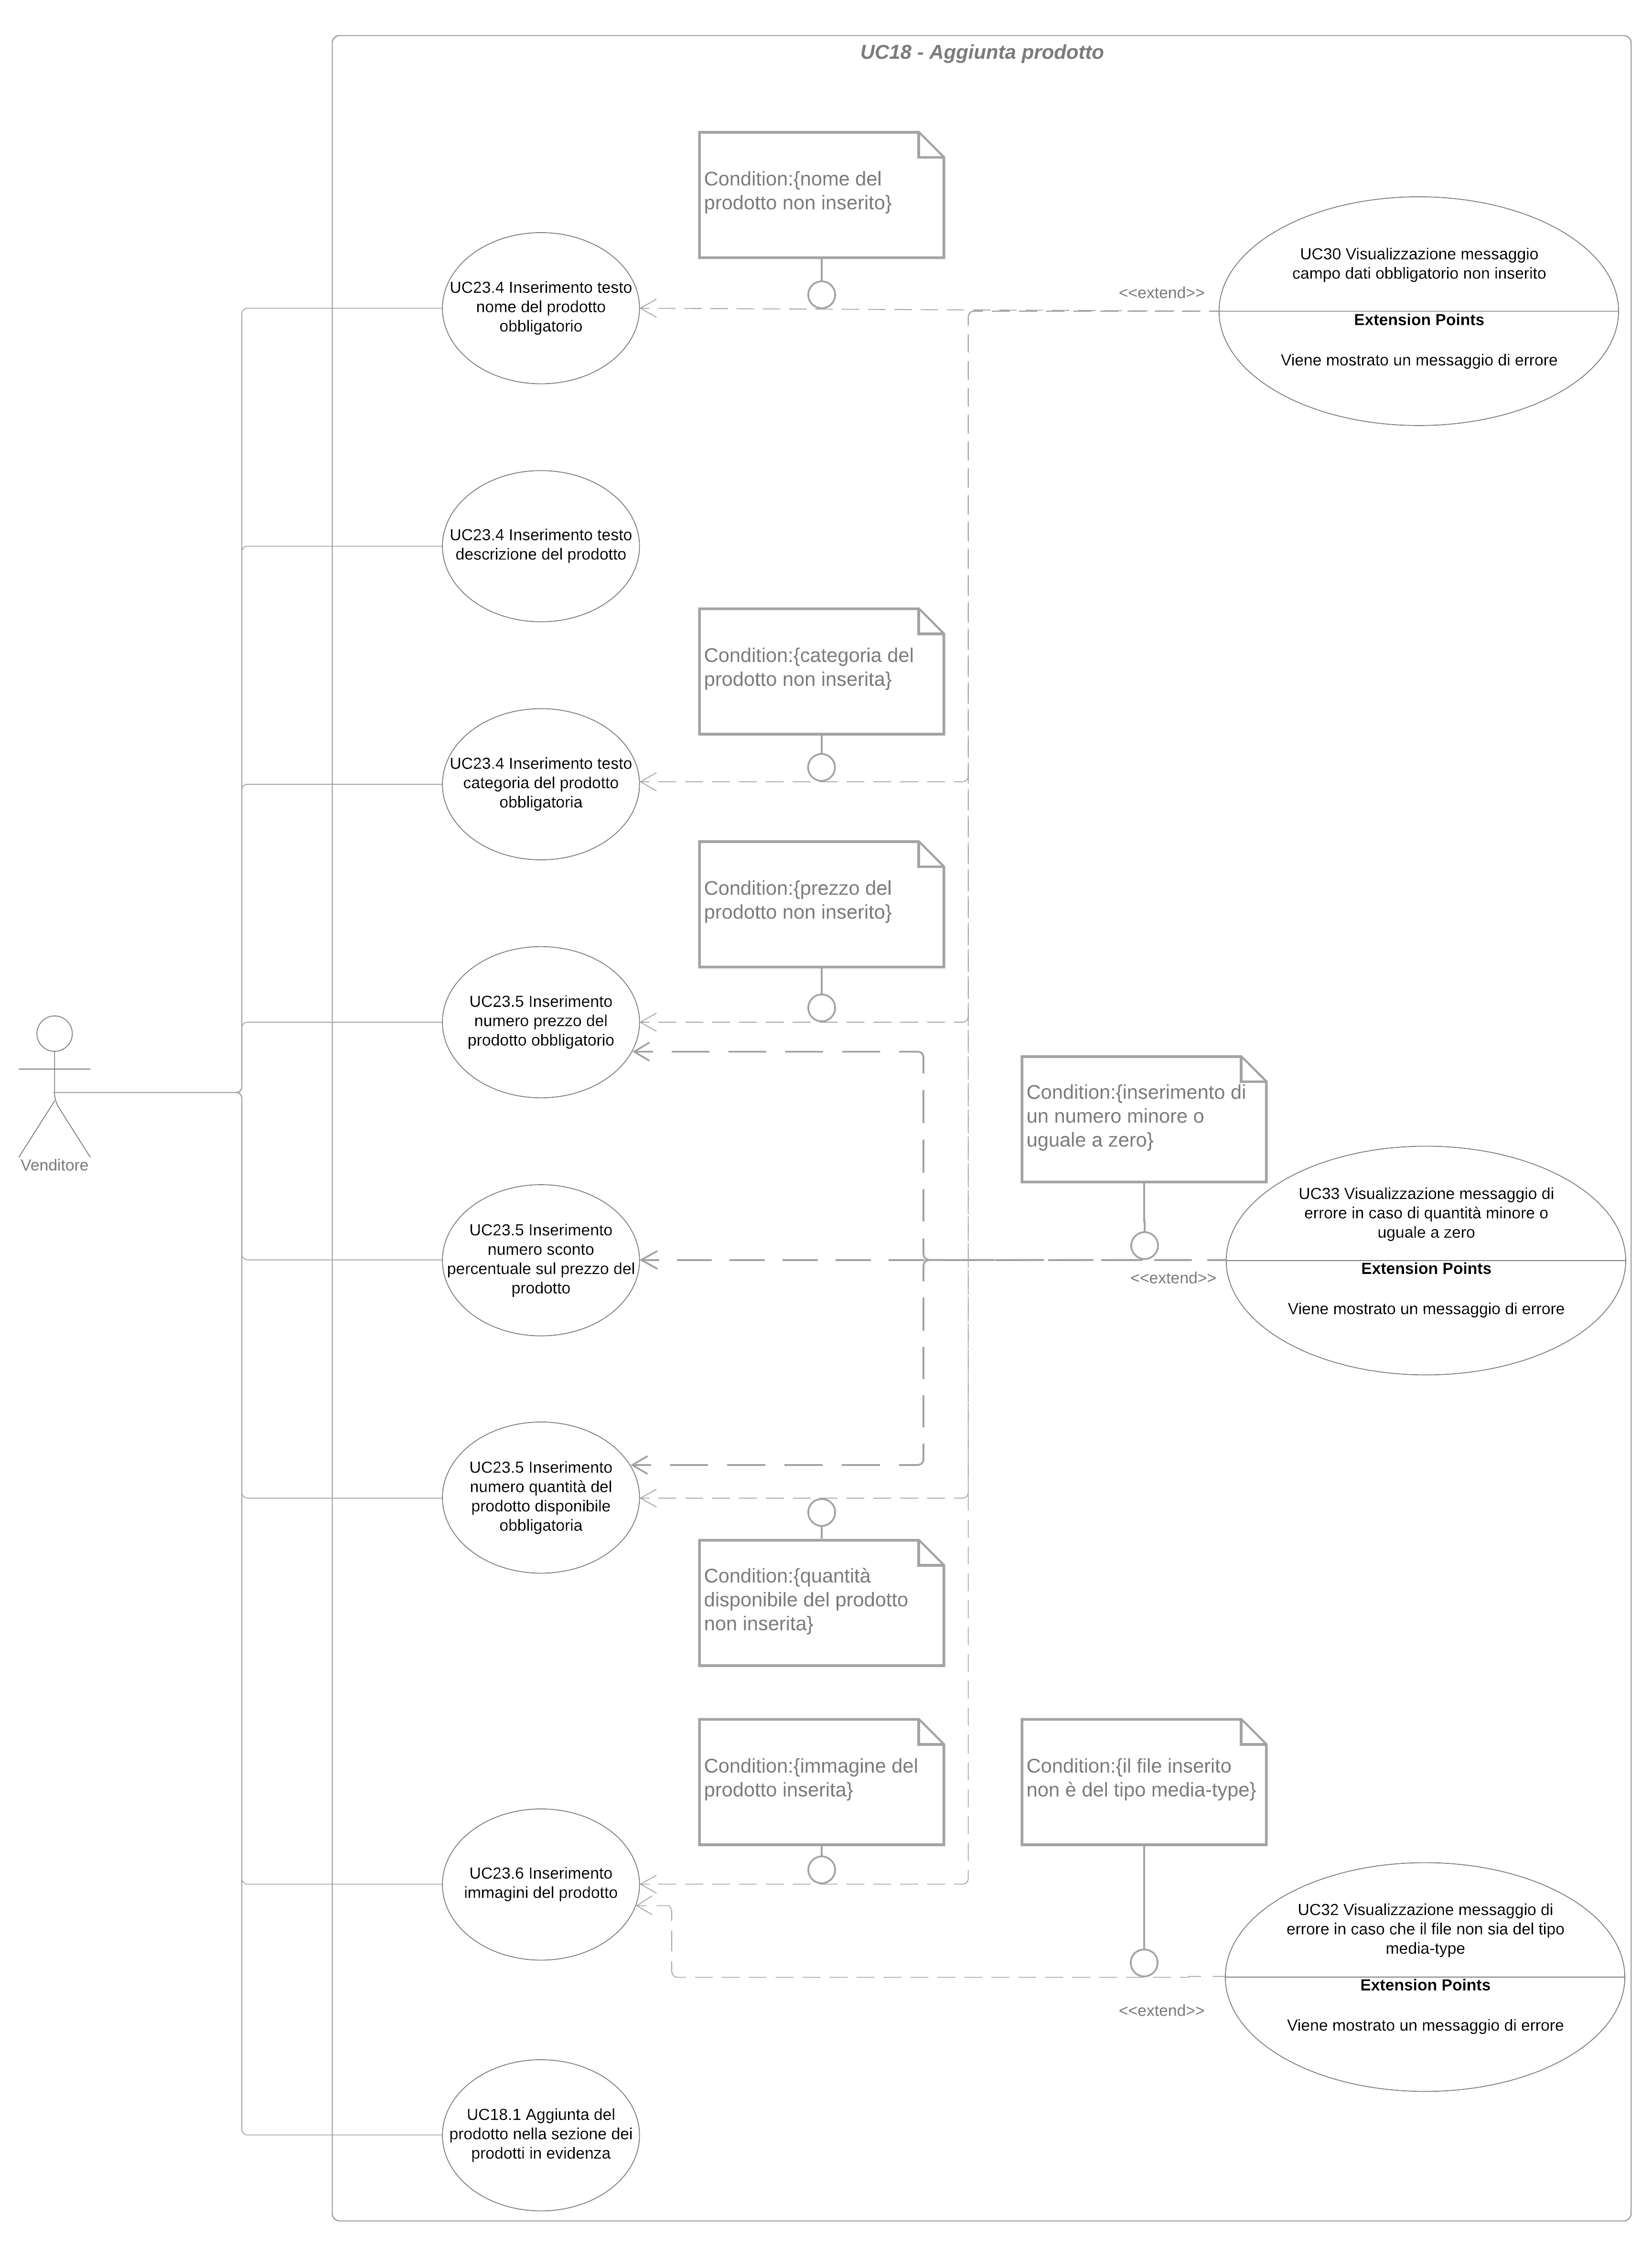 UC18 - Aggiunta prodotto
Condition:{nome del
prodotto non inserito}
UC30 Visualizzazione messaggio
campo dati obbligatorio non inserito
Extension Points
Viene mostrato un messaggio di errore
<<extend>>
UC23.4 Inserimento testo
nome del prodotto
obbligatorio
UC23.4 Inserimento testo
descrizione del prodotto
Condition:{categoria del
prodotto non inserita}
UC23.4 Inserimento testo
categoria del prodotto
obbligatoria
Condition:{prezzo del
prodotto non inserito}
UC23.5 Inserimento
numero prezzo del
prodotto obbligatorio
Venditore
Condition:{inserimento di
un numero minore o
uguale a zero}
UC33 Visualizzazione messaggio di
errore in caso di quantità minore o
uguale a zero
Extension Points
Viene mostrato un messaggio di errore
<<extend>>
UC23.5 Inserimento
numero sconto
percentuale sul prezzo del
prodotto
UC23.5 Inserimento
numero quantità del
prodotto disponibile
obbligatoria
Condition:{quantità
disponibile del prodotto
non inserita}
Condition:{immagine del
prodotto inserita}
Condition:{il file inserito
non è del tipo media-type}
UC23.6 Inserimento
immagini del prodotto
UC32 Visualizzazione messaggio di
errore in caso che il file non sia del tipo
media-type
Extension Points
Viene mostrato un messaggio di errore
<<extend>>
UC18.1 Aggiunta del
prodotto nella sezione dei
prodotti in evidenza